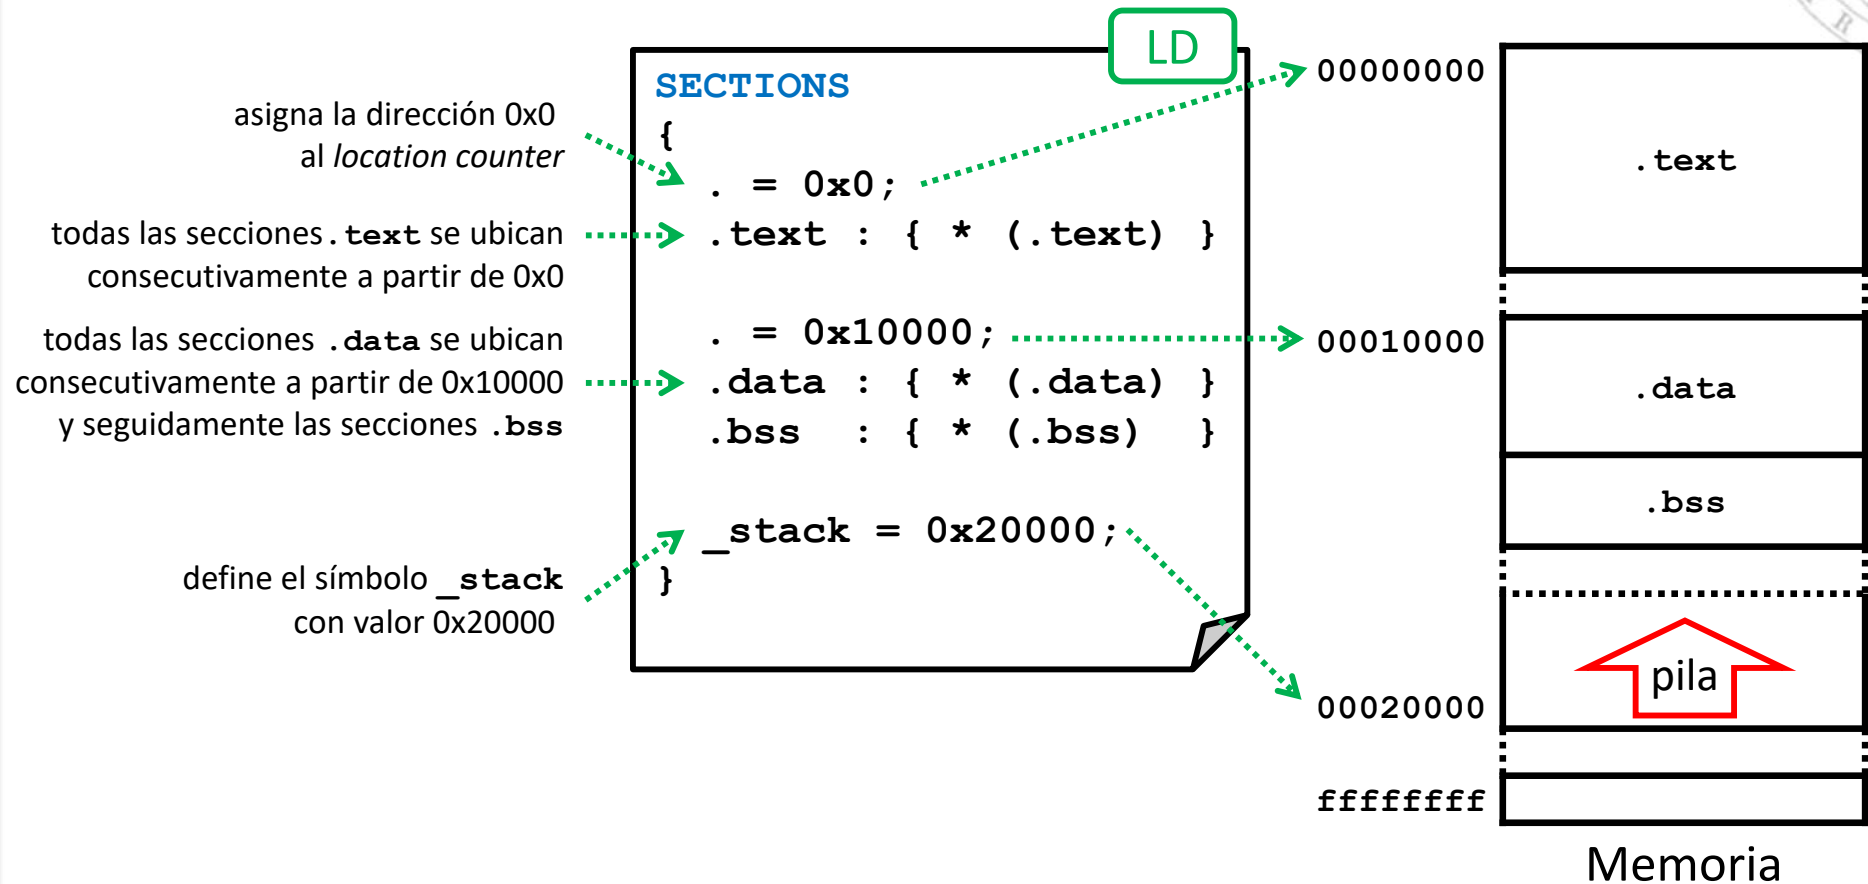 asigna la dirección 0x0
al location counter
todas las secciones .text se ubican
consecutivamente a partir de 0x0
todas las secciones .data se ubican
consecutivamente a partir de 0x10000
y seguidamente las secciones .bss
define el símbolo _stack
con valor 0x20000
LD
SECTIONS
{
. = 0x0;
.text : { * (.text) }
. = 0x10000;
.data : { * (.data) }
.bss : { * (.bss) }
_stack = 0x20000;
}
00000000
.text
00010000
.data
.bss
pila
00020000
ffffffff
Memoria